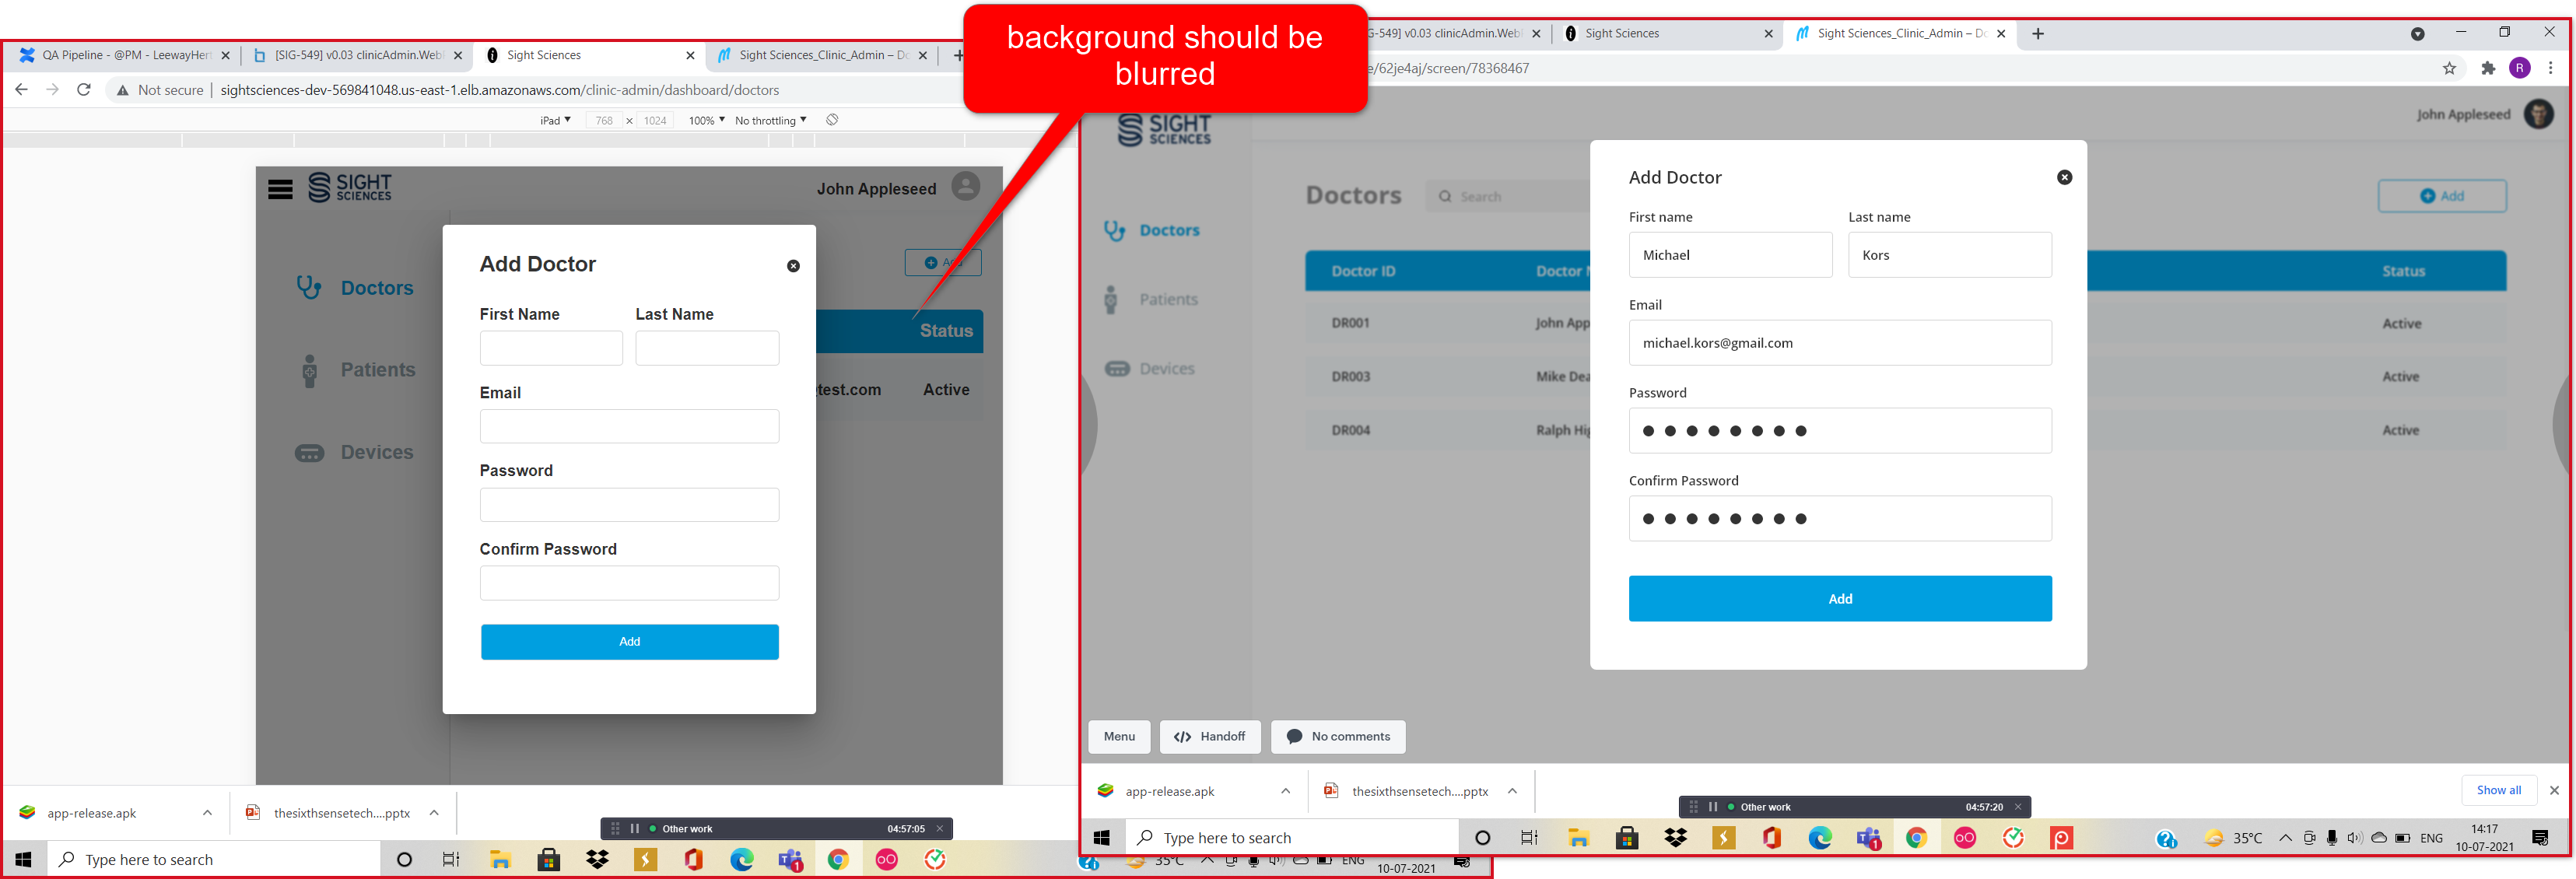 background should be
blurred
QA Pipeline - @PM - LeewayHert
[SIG-549] v0.03 clinicAdmin.Web
Sight Sciences
Sight Sciences_Clinic_Admin – Do
Not secure
sightsciences-dev-569841048.us-east-1.elb.amazonaws.com/clinic-admin/dashboard/doctors
iPad 768 × 1024 100% No throttling
SIGHT
SCIENCES
John Appleseed
Doctors
Patients
Devices
Add
Status
test.com Active
Add Doctor
First Name Last Name
Email
Password
Confirm Password
Add
app-release.apk
thesixthsensetech....pptx
Other work 04:57:05
Type here to search
35°C ENG
10-07-2021
G-549] v0.03 clinicAdmin.Web
Sight Sciences
Sight Sciences_Clinic_Admin – Do
e/62je4aj/screen/78368467
R
SIGHT
SCIENCES
John Appleseed
Doctors
Patients
Devices
Doctors
Search
Add
Doctor ID Doctor Status
DR001 John App Active
DR003 Mike Dea Active
DR004 Ralph Hig Active
Add Doctor
First name Last name
Michael Kors
Email
michael.kors@gmail.com
Password
Confirm Password
Add
Menu
Handoff
No comments
app-release.apk
thesixthsensetech....pptx
Show all
Other work 04:57:20
Type here to search
35°C ENG
14:17
10-07-2021